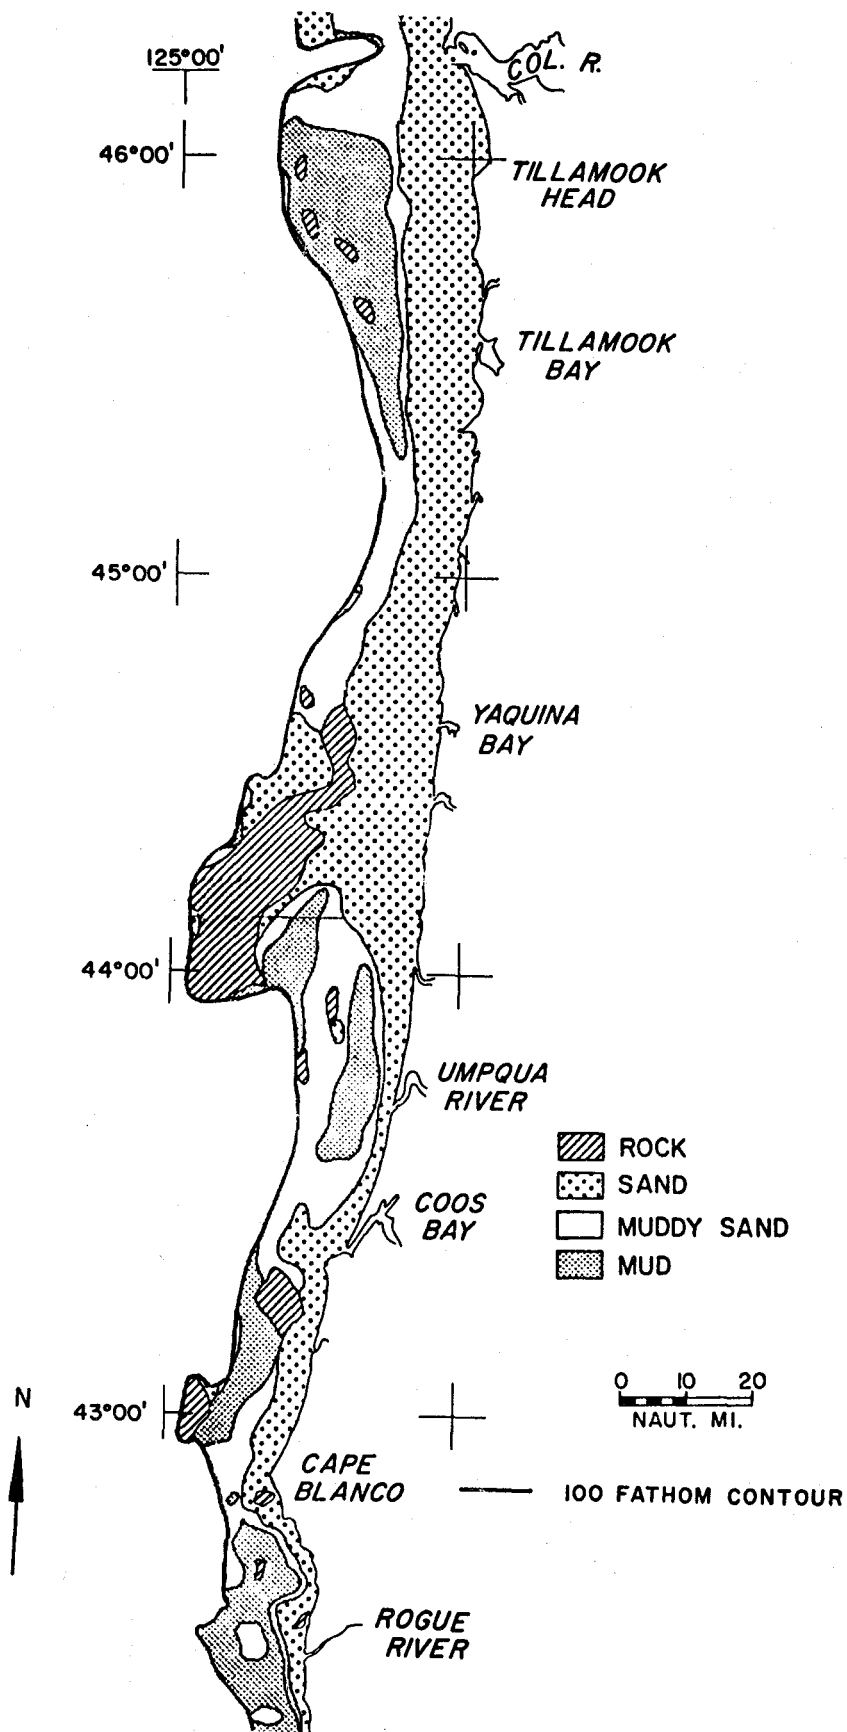 125°00'
COL. R.
46°00'
TILLAMOOK
HEAD
TILLAMOOK
BAY
45°00'
YAQUINA
BAY
44°00'
UMPQUA
RIVER
ROCK
SAND
MUDDY SAND
MUD
COOS
BAY
0 10 20
NAUT. MI.
N
43°00'
CAPE
BLANCO
100 FATHOM CONTOUR
ROGUE
RIVER